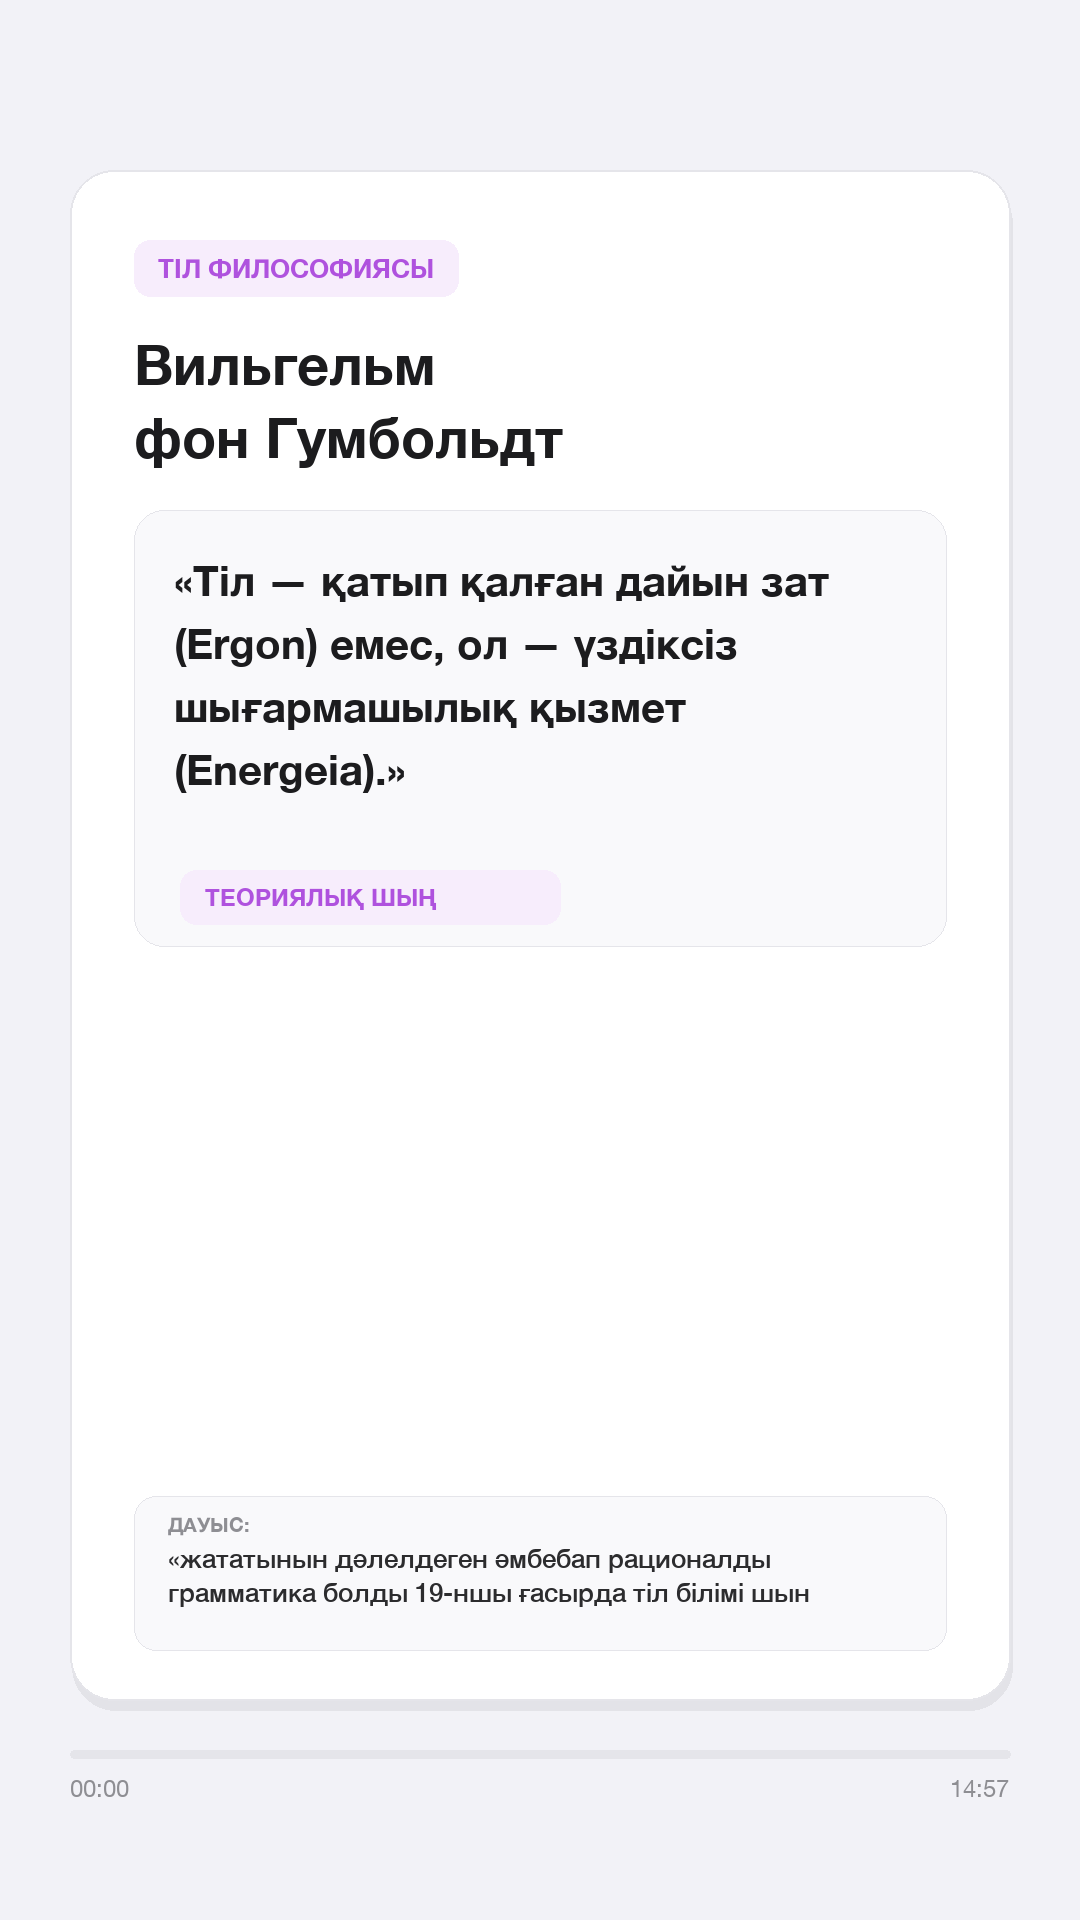 ТІЛ ФИЛОСОФИЯСЫ
Вильгельм
фон Гумбольдт
«Тіл — қатып қалған дайын зат
(Ergon) емес, ол — үздіксіз
шығармашылық қызмет
(Energeia).»
ТЕОРИЯЛЫҚ ШЫҢ
ДАУЫС:
«жататынын дәлелдеген әмбебап рационалды
грамматика болды 19-ншы ғасырда тіл білімі шын
00:00
14:57